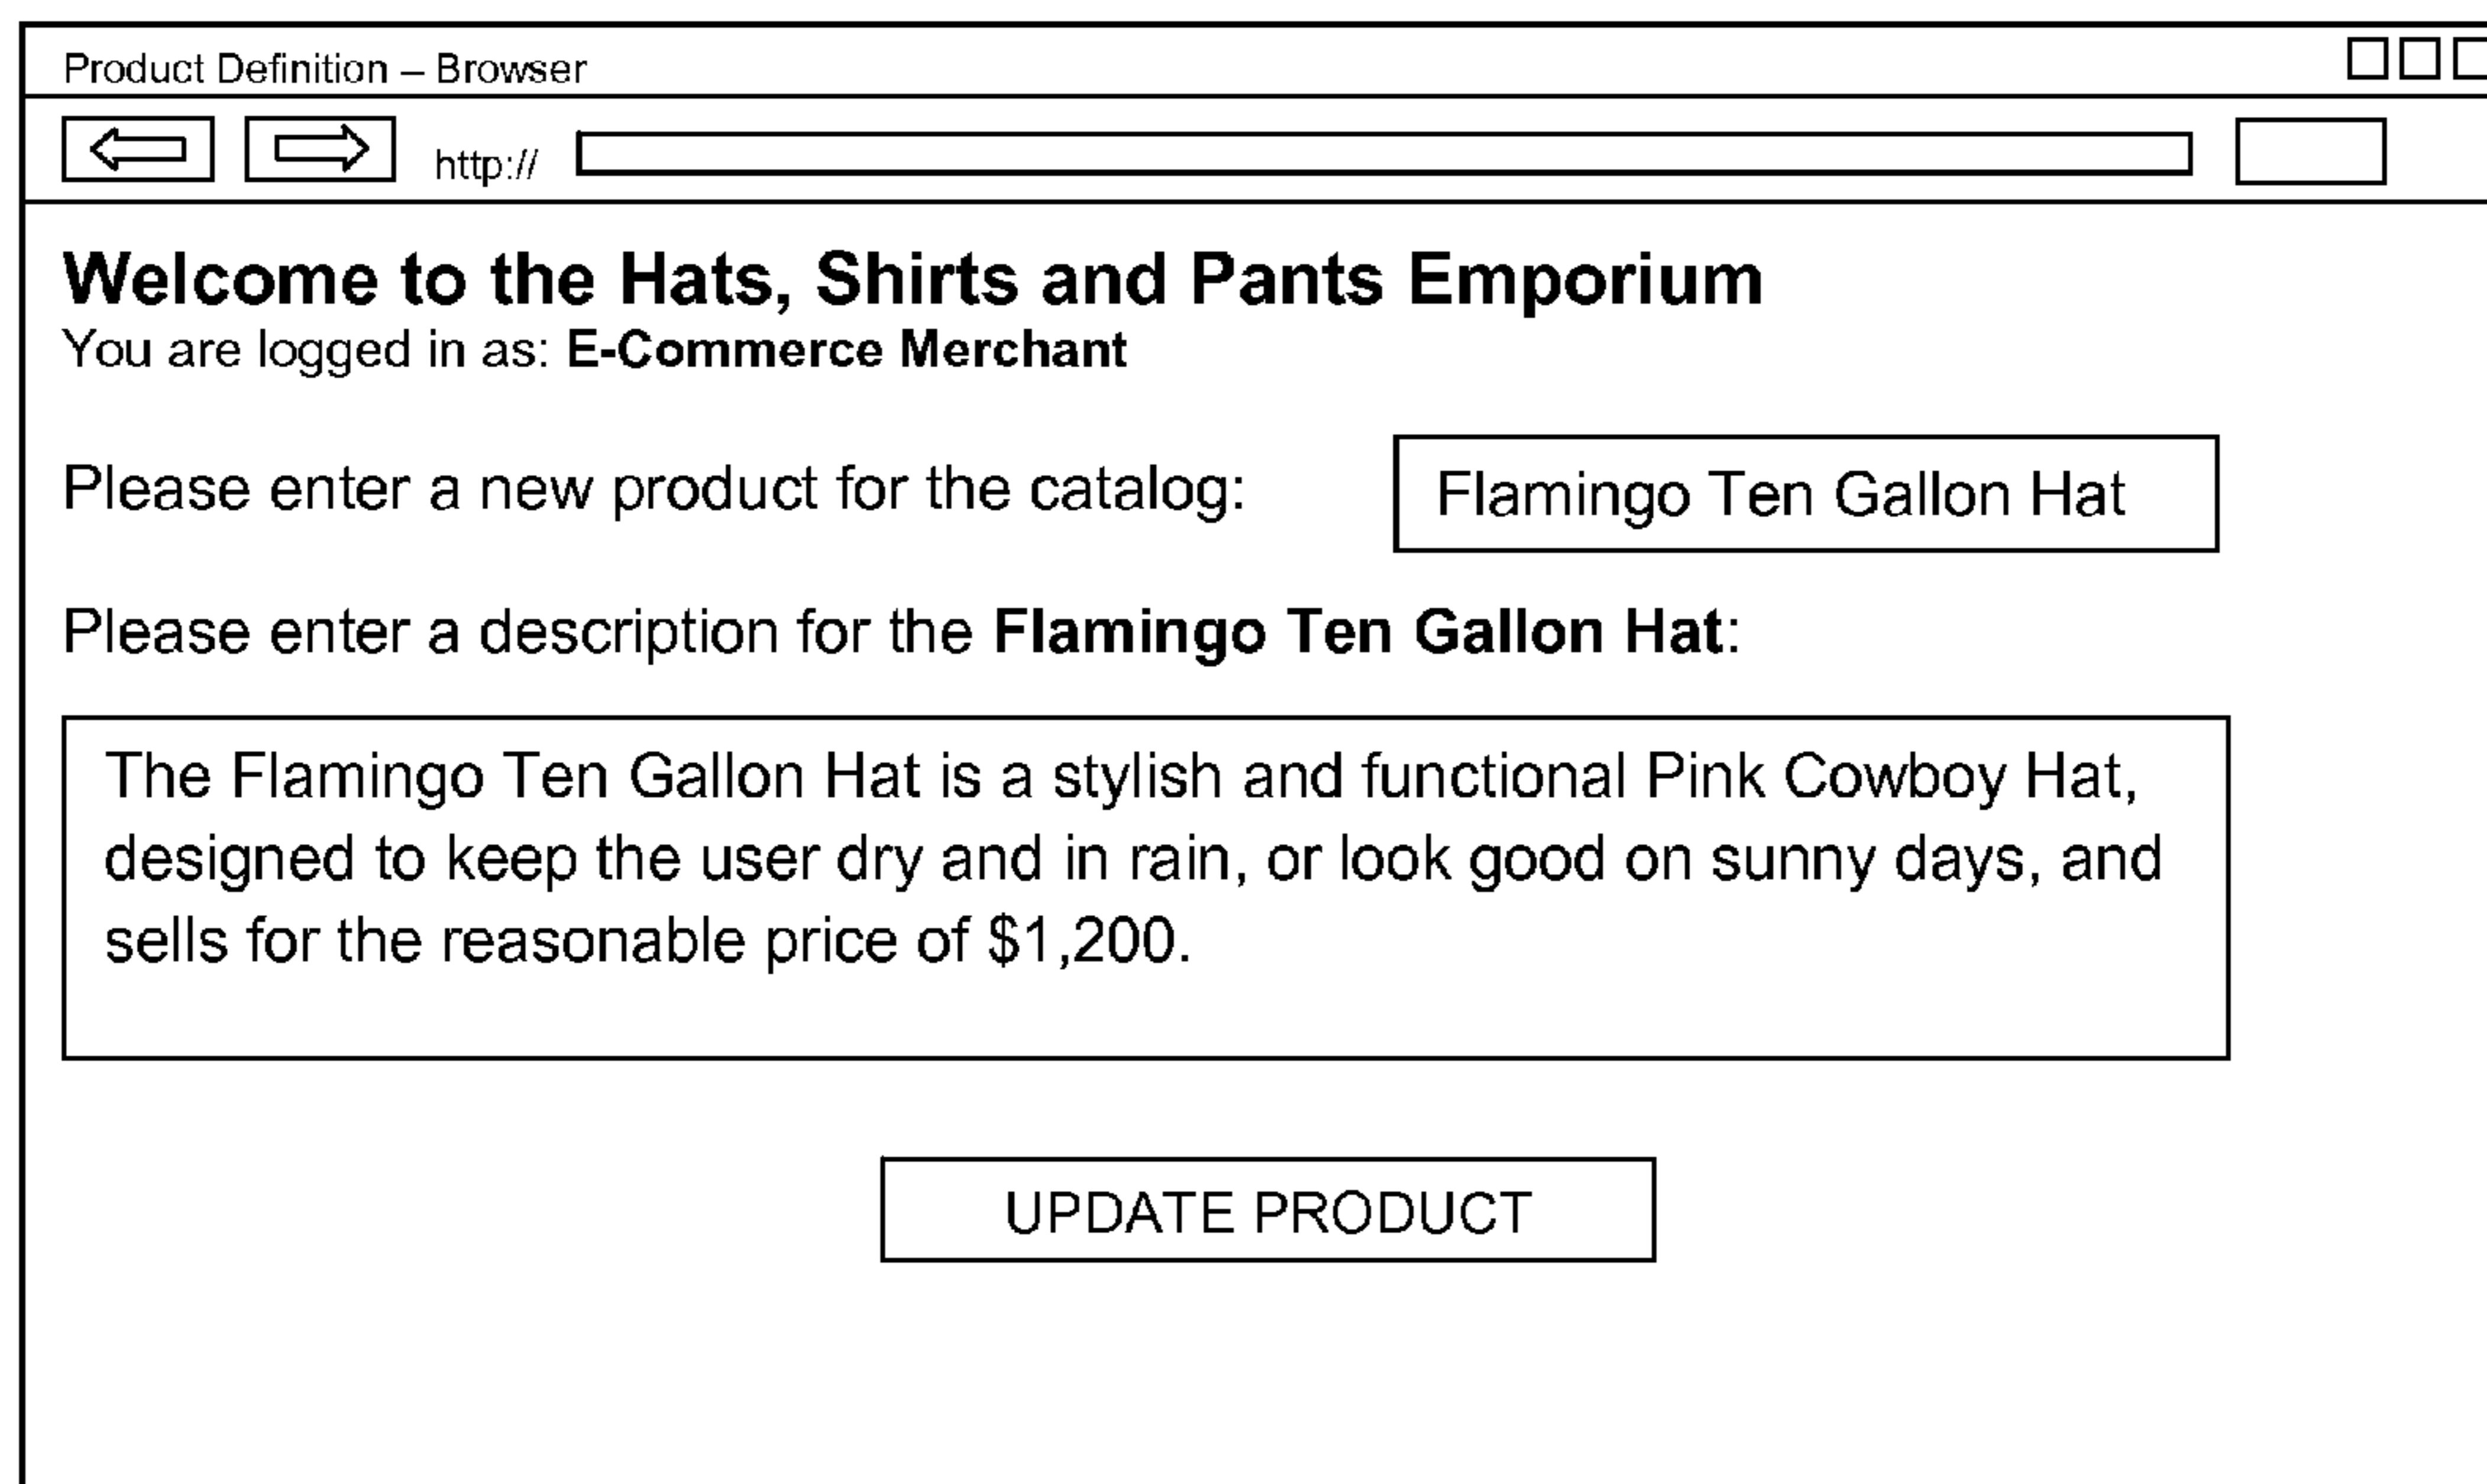 Product Definition – Browser
http://
Welcome to the Hats, Shirts and Pants Emporium
You are logged in as: E-Commerce Merchant
Please enter a new product for the catalog: Flamingo Ten Gallon Hat
Please enter a description for the Flamingo Ten Gallon Hat:
The Flamingo Ten Gallon Hat is a stylish and functional Pink Cowboy Hat,
designed to keep the user dry and in rain, or look good on sunny days, and
sells for the reasonable price of $1,200.
UPDATE PRODUCT